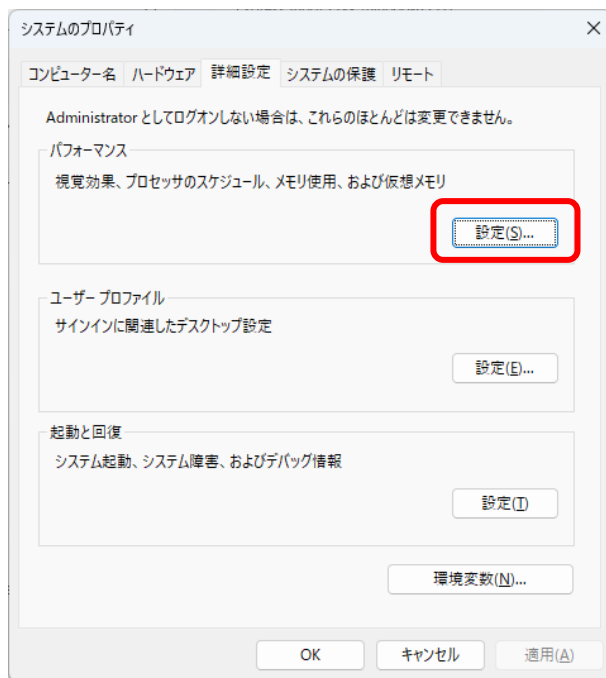 システムのプロパティ
コンピューター名 ハードウェア 詳細設定 システムの保護 リモート
Administrator としてログオンしない場合は、これらのほとんどは変更できません。
パフォーマンス
視覚効果、プロセッサのスケジュール、メモリ使用、および仮想メモリ
設定(S)...
ユーザー プロファイル
サインインに関連したデスクトップ設定
設定(E)...
起動と回復
システム起動、システム障害、およびデバッグ情報
設定(T)
環境変数(N)...
OK キャンセル 適用(A)